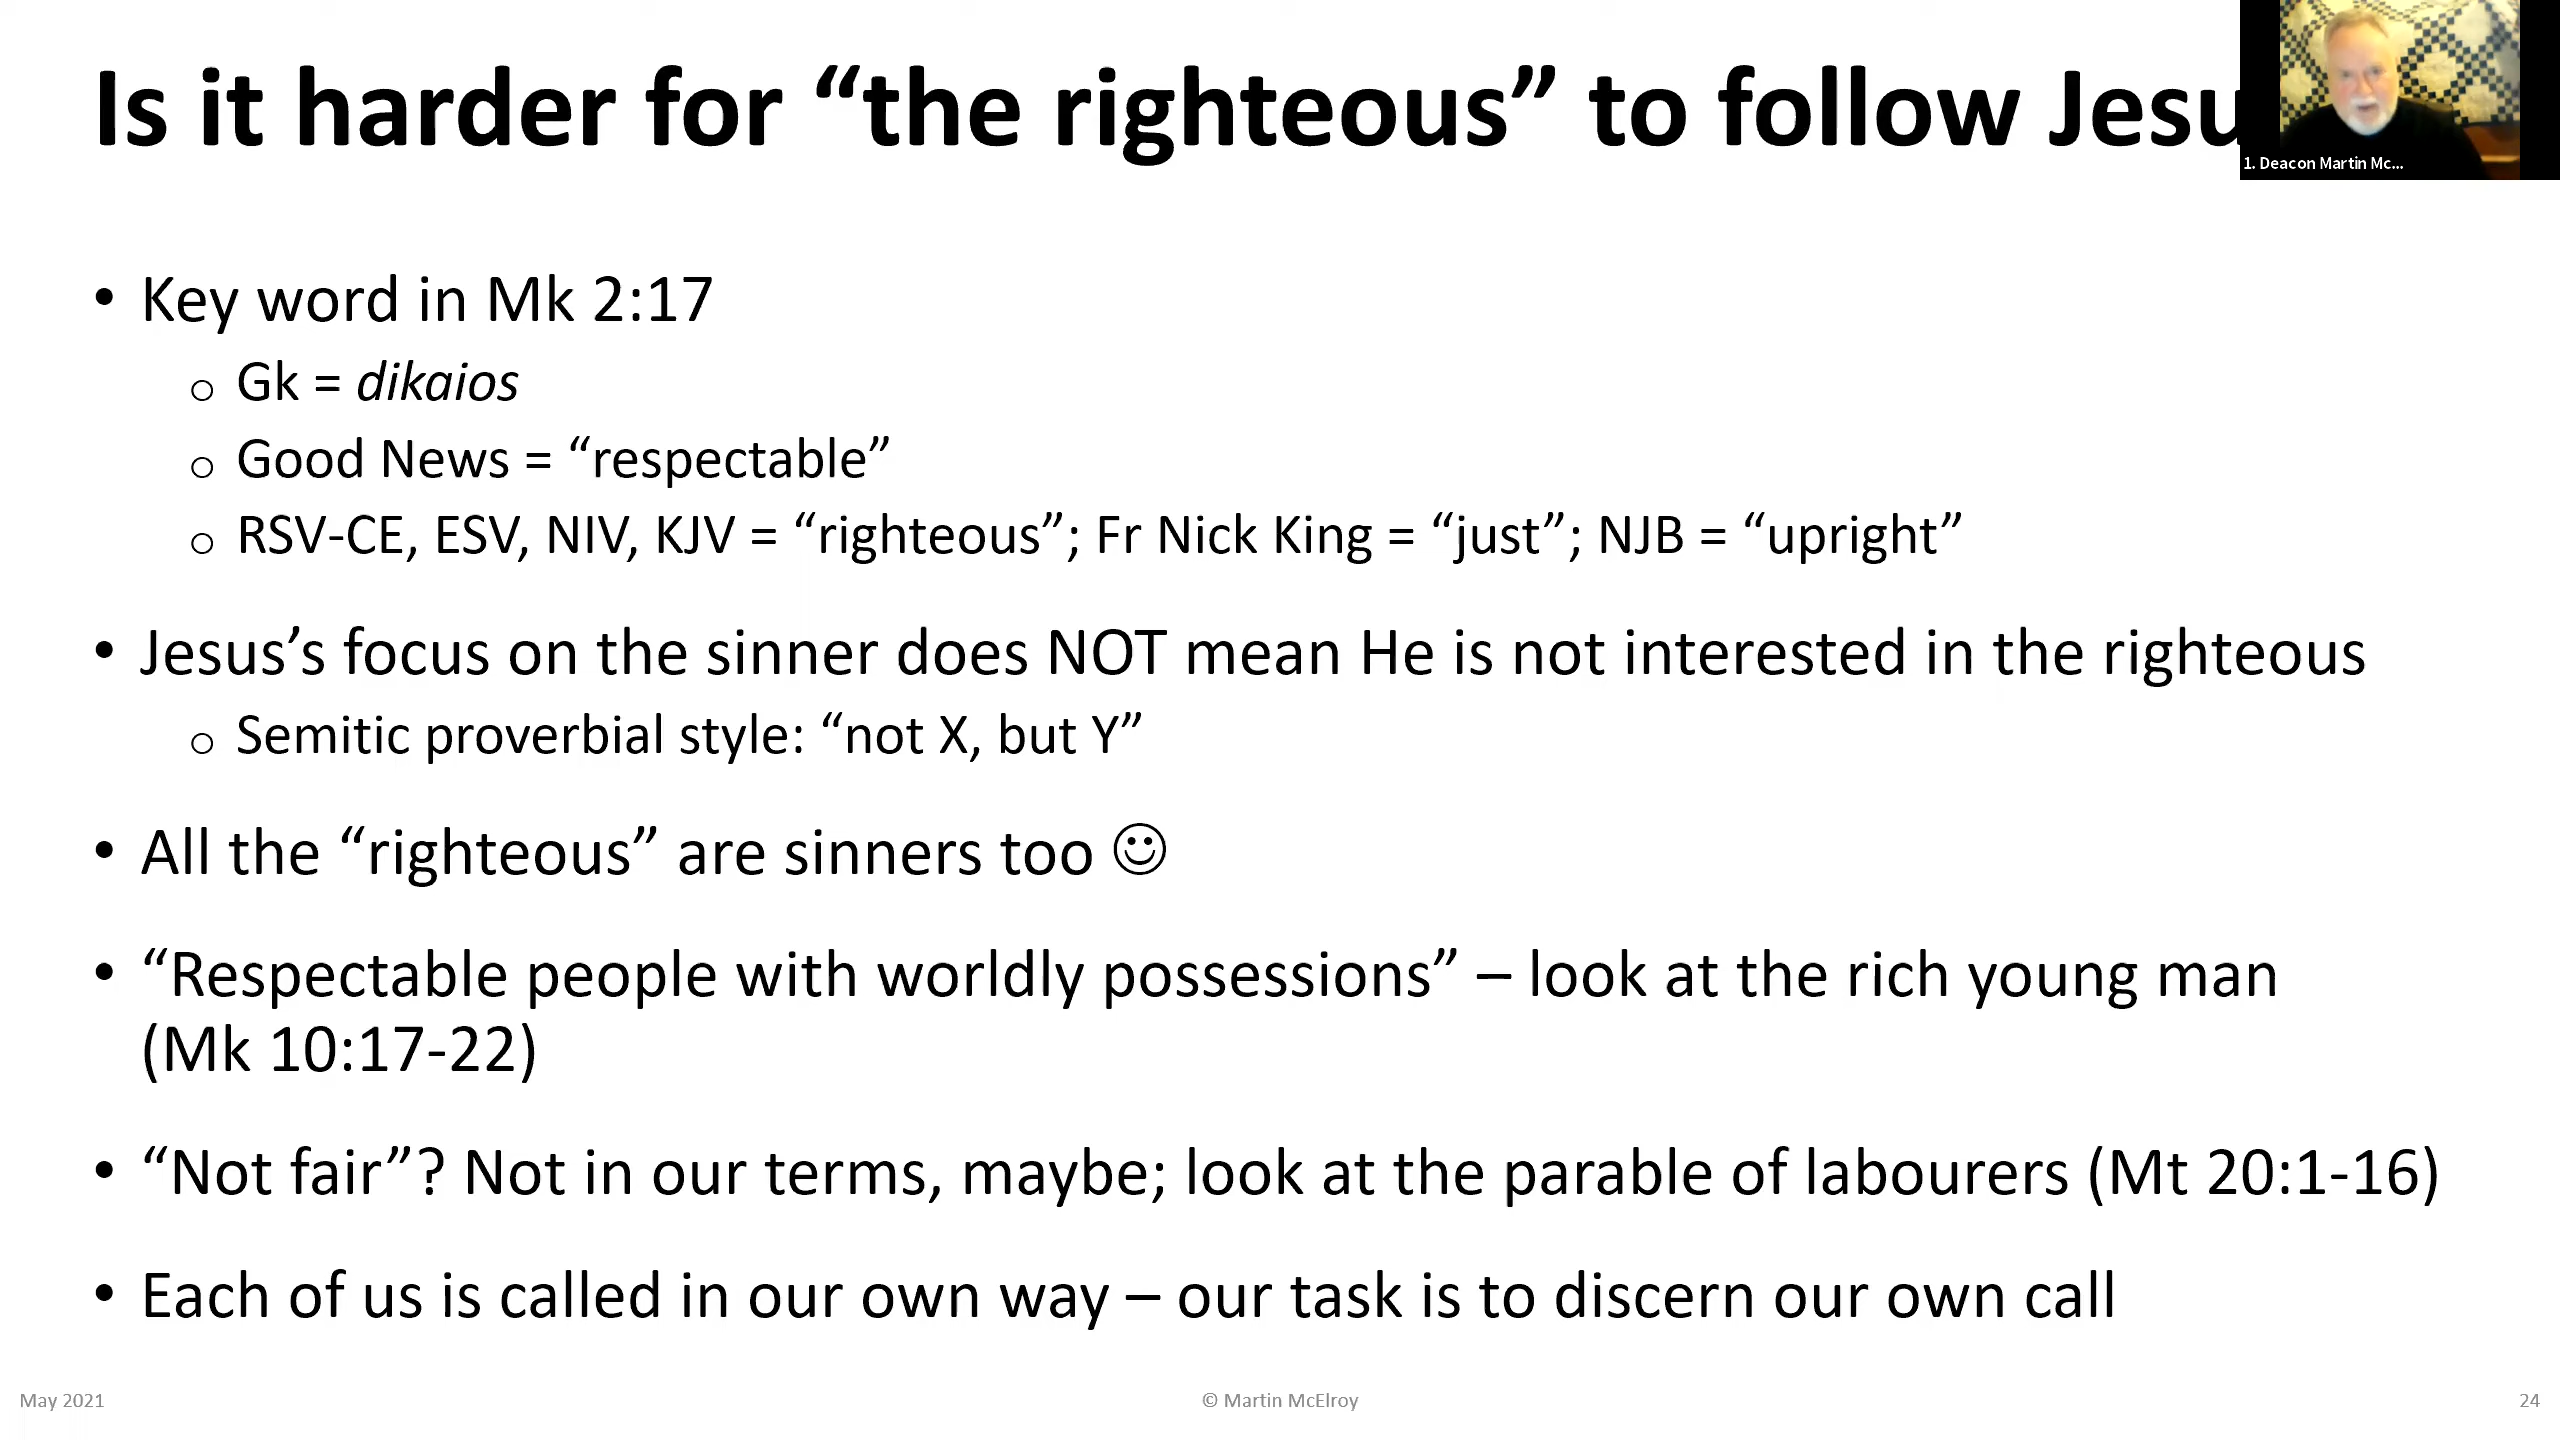 Is it harder for “the righteous” to follow Jesu
1. Deacon Martin Mc...
• Key word in Mk 2:17
o Gk = dikaios
o Good News = “respectable”
o RSV-CE, ESV, NIV, KJV = “righteous”; Fr Nick King = “just”; NJB = “upright”
• Jesus’s focus on the sinner does NOT mean He is not interested in the righteous
o Semitic proverbial style: “not X, but Y”
• All the “righteous” are sinners too ☺
• “Respectable people with worldly possessions” – look at the rich young man
(Mk 10:17-22)
• “Not fair”? Not in our terms, maybe; look at the parable of labourers (Mt 20:1-16)
• Each of us is called in our own way – our task is to discern our own call
May 2021
© Martin McElroy
24